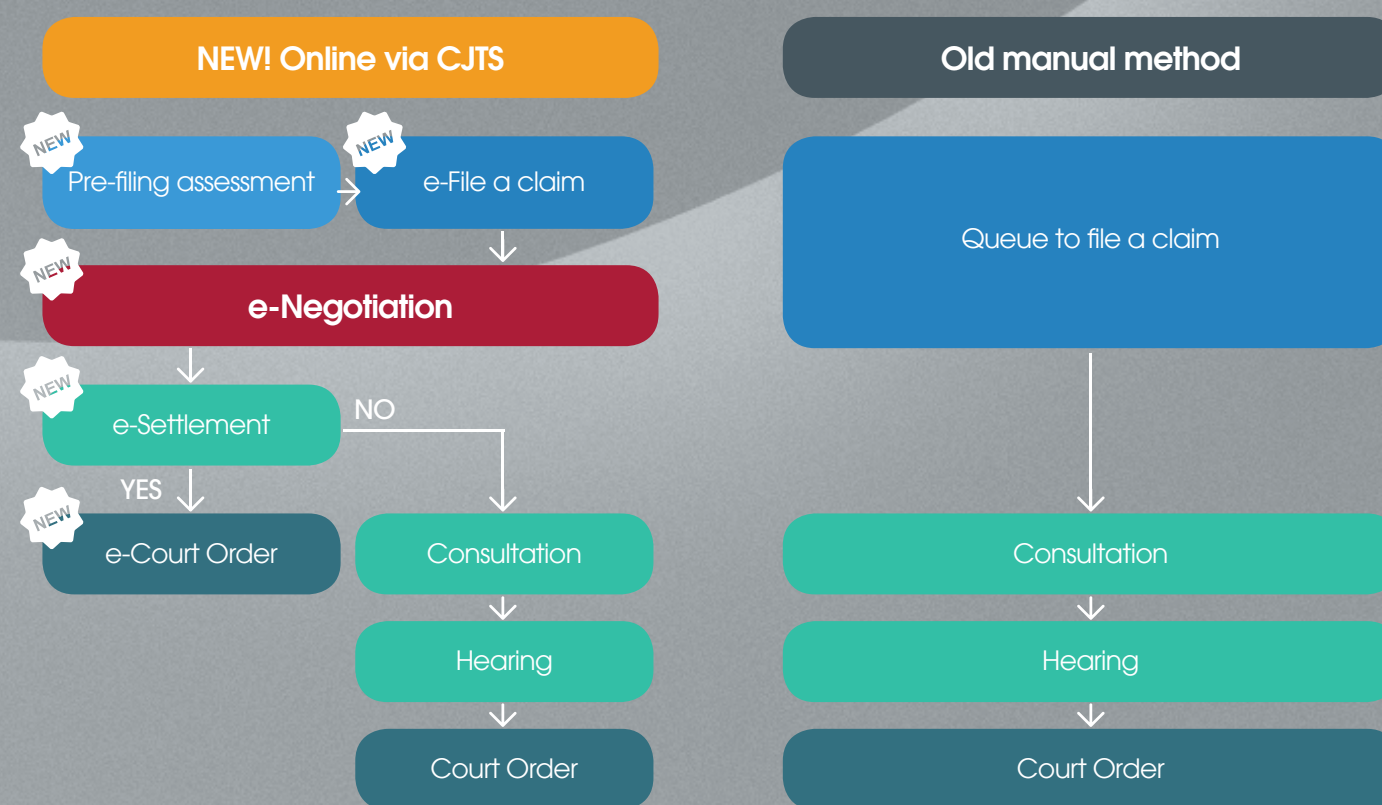 NEW! Online via CJTS
NEW
Pre-filing assessment
NEW
e-File a claim
NEW
e-Negotiation
NEW
e-Settlement
NO
YES
NEW
e-Court Order
Consultation
Hearing
Court Order
Old manual method
Queue to file a claim
Consultation
Hearing
Court Order